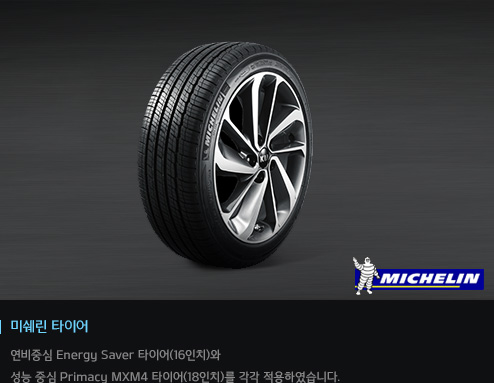 MICHELIN
KIA
MICHELIN
미쉐린 타이어
연비중심 Energy Saver 타이어(16인치)와
성능 중심 Primacy MXM4 타이어(18인치)를 각각 적용하였습니다.